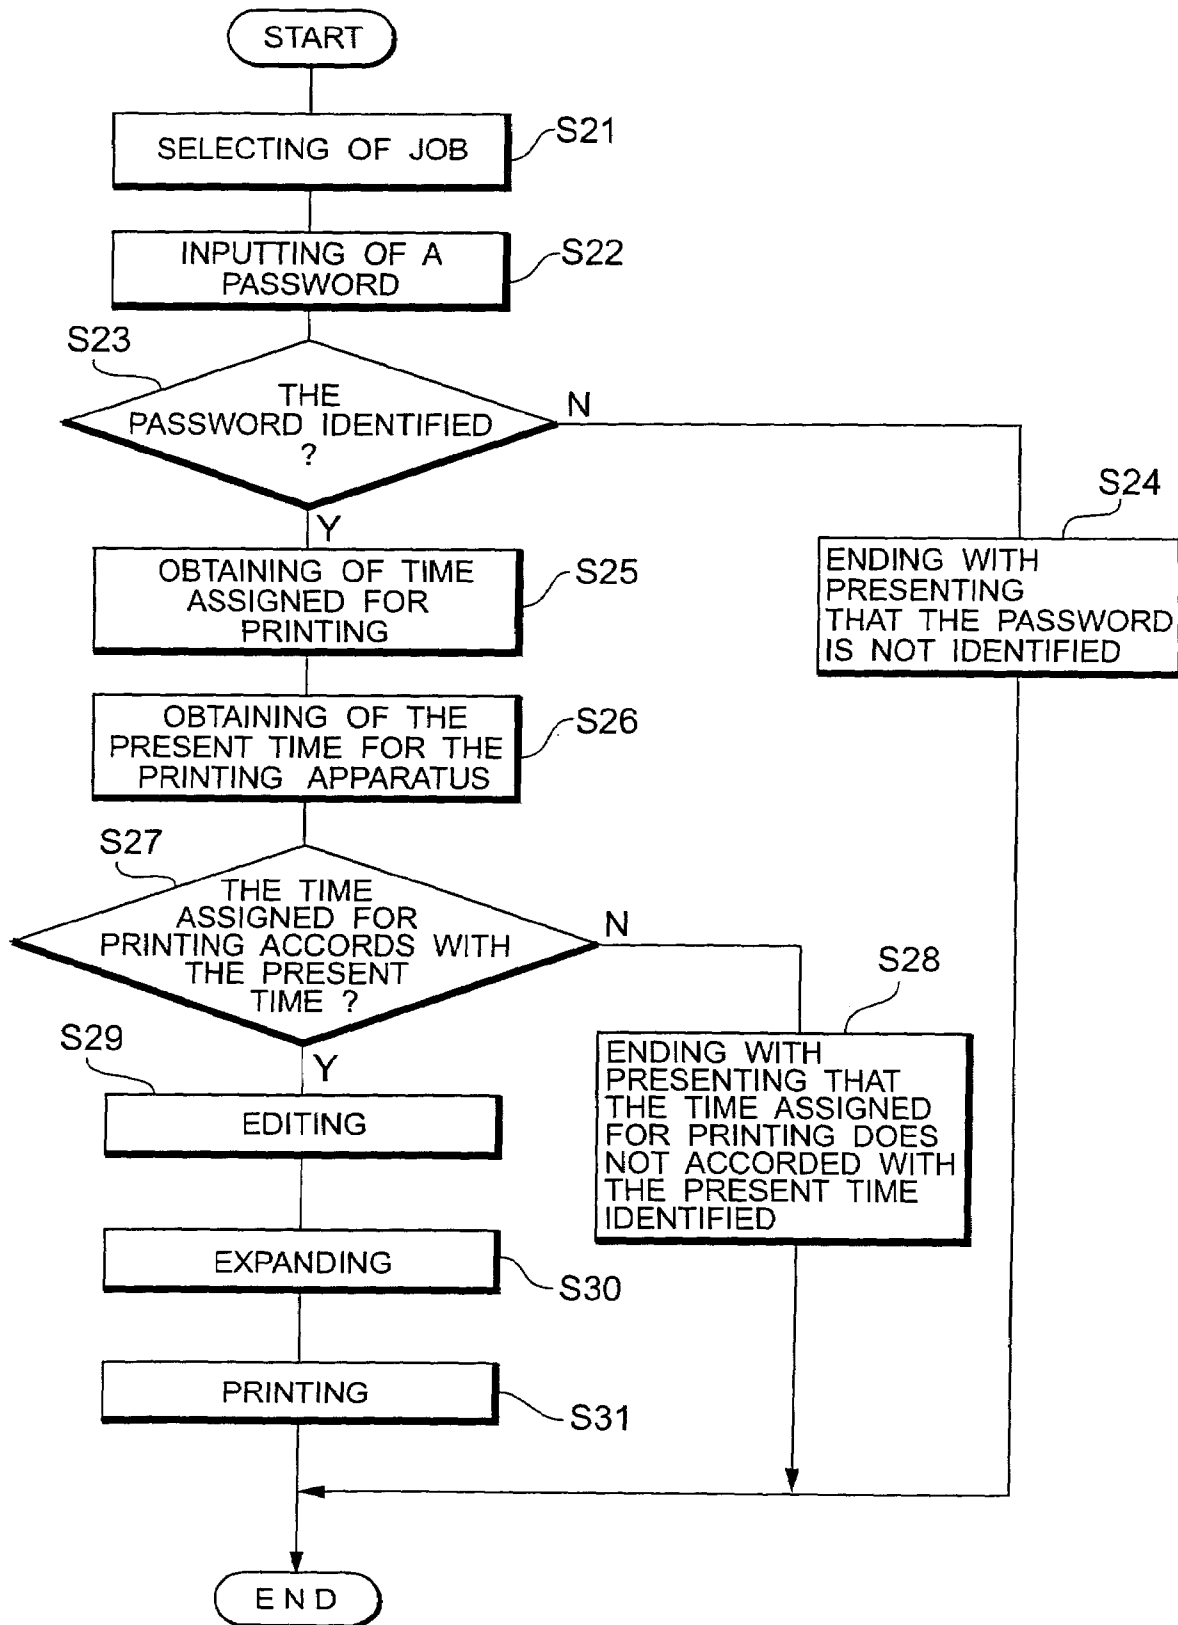 START
SELECTING OF JOB
S21
INPUTTING OF A
PASSWORD
S22
S23
THE
PASSWORD IDENTIFIED
?
N
Y
S24
ENDING WITH
PRESENTING
THAT THE PASSWORD
IS NOT IDENTIFIED
OBTAINING OF TIME
ASSIGNED FOR
PRINTING
S25
OBTAINING OF THE
PRESENT TIME FOR THE
PRINTING APPARATUS
S26
S27
THE TIME
ASSIGNED FOR
PRINTING ACCORDS WITH
THE PRESENT
TIME ?
N
Y
S28
ENDING WITH
PRESENTING THAT
THE TIME ASSIGNED
FOR PRINTING DOES
NOT ACCORDED WITH
THE PRESENT TIME
IDENTIFIED
S29
EDITING
EXPANDING
S30
PRINTING
S31
END